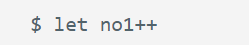 $ let no1++